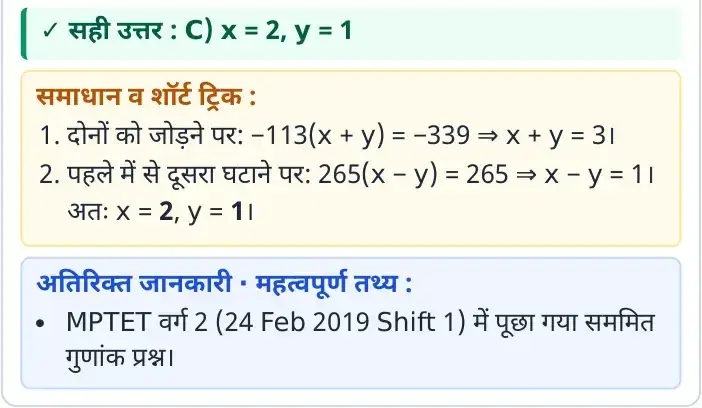 ✓ सही उत्तर : C) x = 2, y = 1
समाधान व शॉर्ट ट्रिक :
1. दोनों को जोड़ने पर: −113(x + y) = −339 ⇒ x + y = 3।
2. पहले में से दूसरा घटाने पर: 265(x − y) = 265 ⇒ x − y = 1।
अतः x = 2, y = 1।
अतिरिक्त जानकारी · महत्वपूर्ण तथ्य :
• MPTET वर्ग 2 (24 Feb 2019 Shift 1) में पूछा गया सममित
गुणांक प्रश्न।